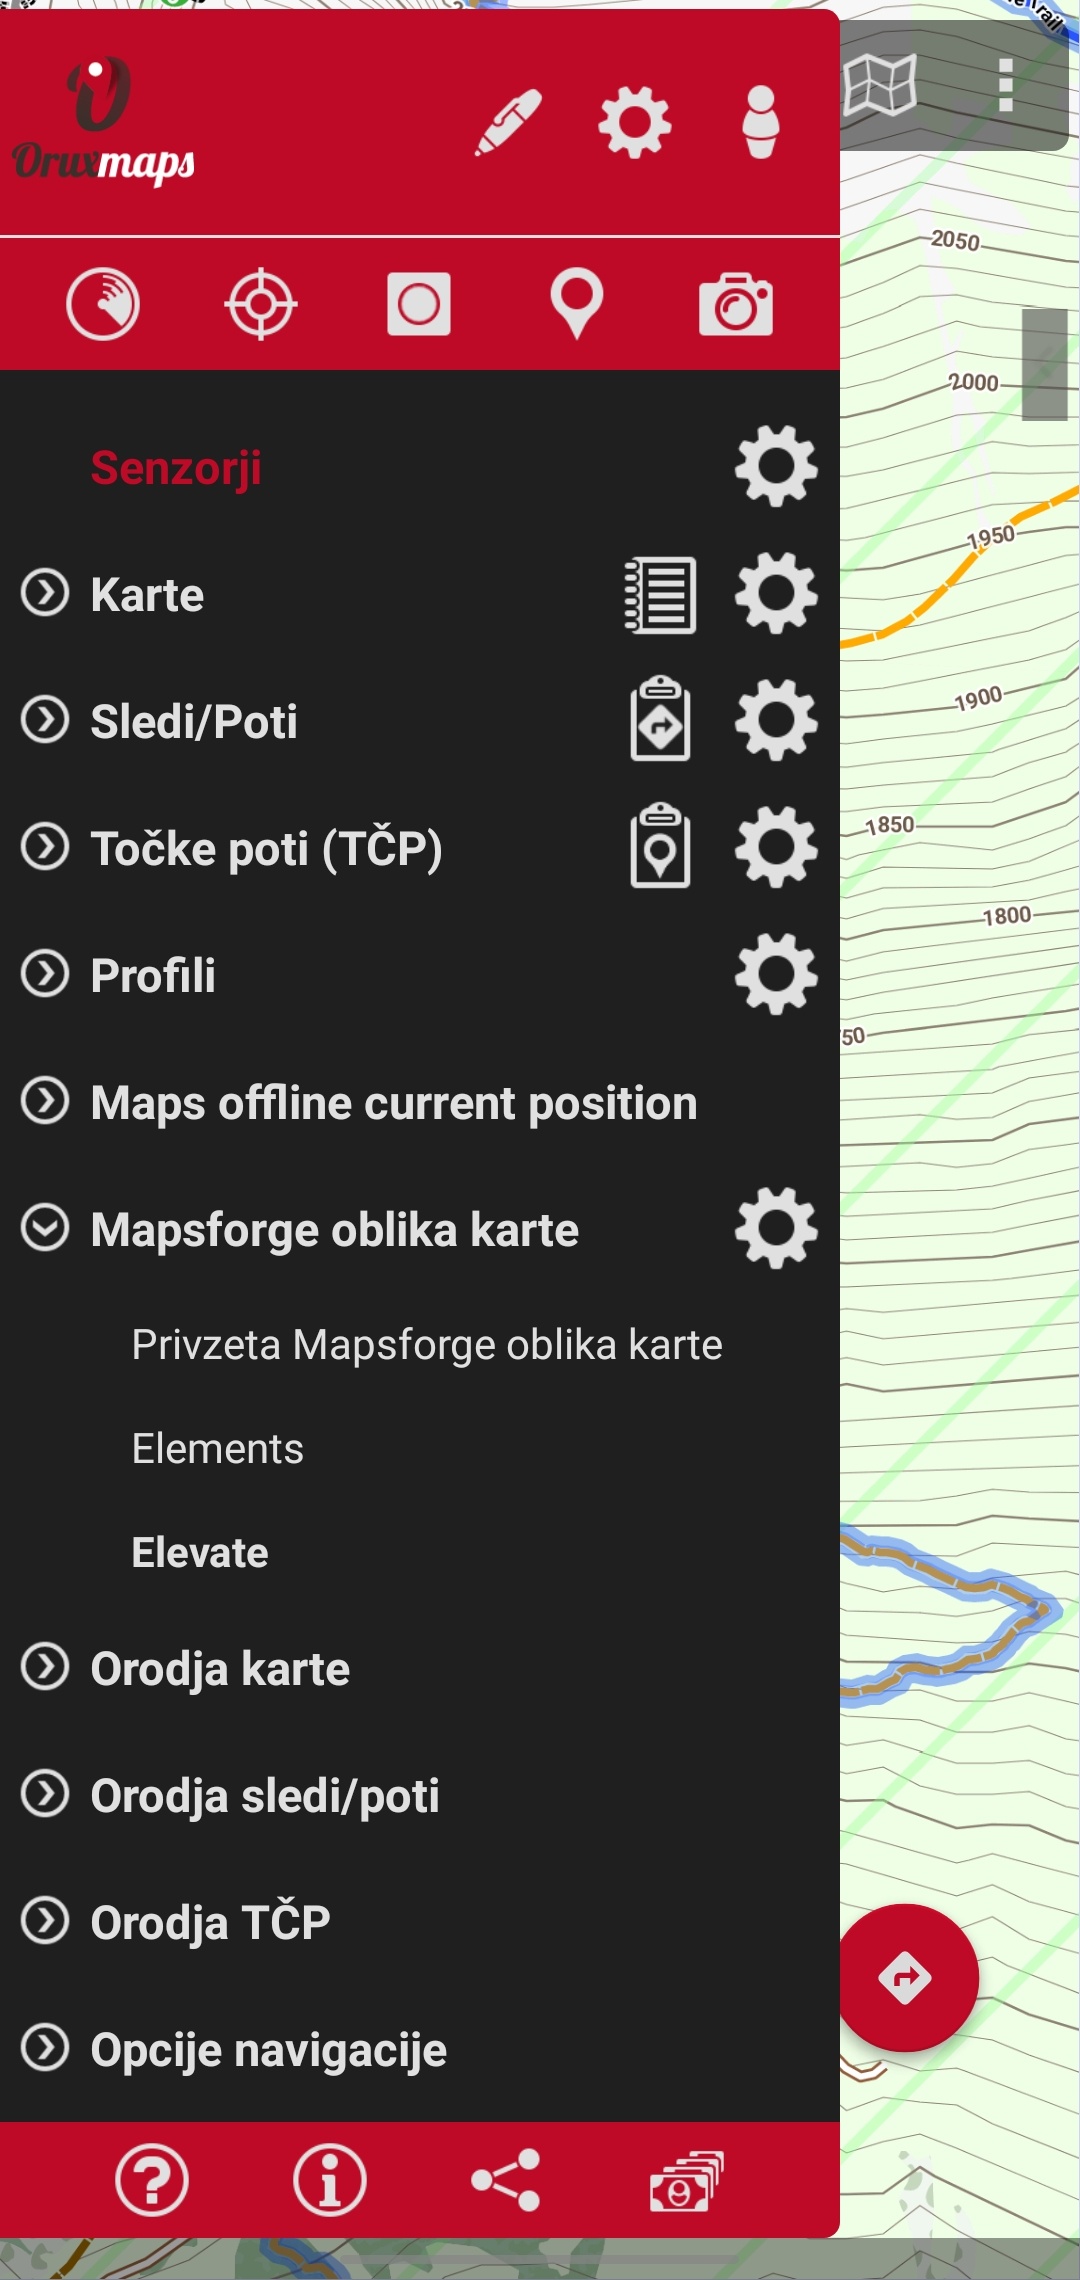 Trail
Oruxmaps
Senzorji
Karte
Sledi/Poti
Točke poti (TČP)
Profili
Maps offline current position
Mapsforge oblika karte
Privzeta Mapsforge oblika karte
Elements
Elevate
Orodja karte
Orodja sledi/poti
Orodja TČP
Opcije navigacije
2050
2000
1950
1900
1850
1800
50